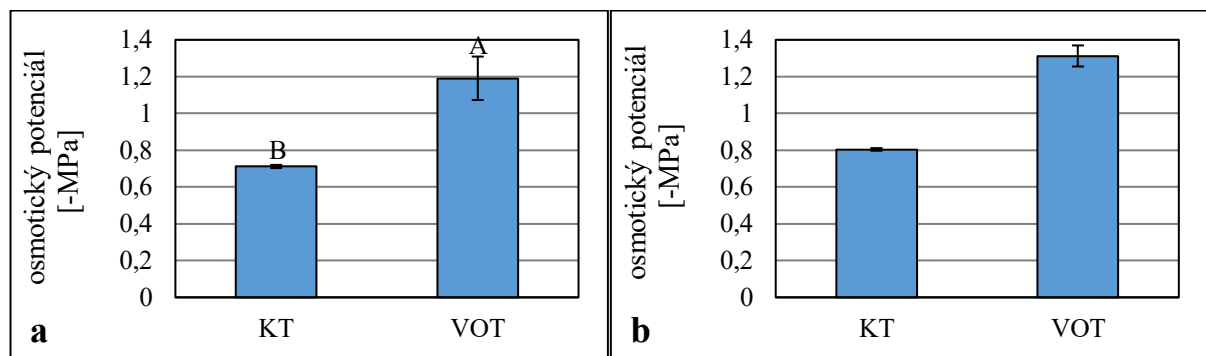 osmotický potenciál
[-MPa]
1,4
1,2
1
0,8
0,6
0,4
0,2
0
B
A
KT
VOT
a
osmotický potenciál
[-MPa]
1,4
1,2
1
0,8
0,6
0,4
0,2
0
KT
VOT
b